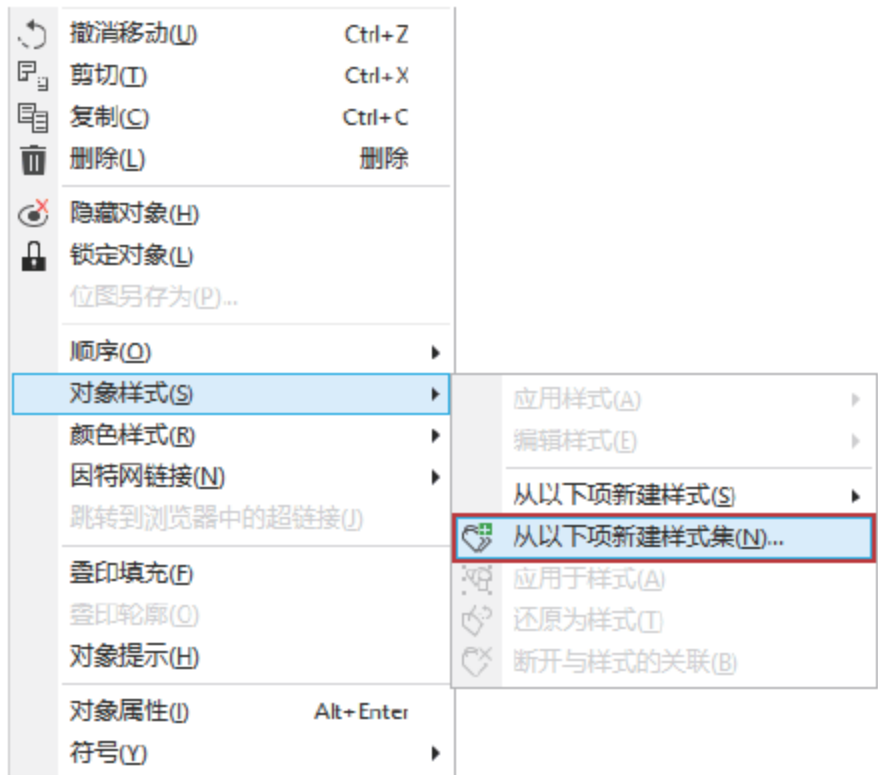 撤消移动(U) Ctrl+Z
剪切(T) Ctrl+X
复制(C) Ctrl+C
删除(L) 删除
隐藏对象(H)
锁定对象(L)
位图另存为(P)...
顺序(O)
对象样式(S)
颜色样式(R)
因特网链接(N)
跳转到浏览器中的超链接(J)
叠印填充(F)
叠印轮廓(O)
对象提示(H)
对象属性(I) Alt+Enter
符号(Y)
应用样式(A)
编辑样式(E)
从以下项新建样式(S)
从以下项新建样式集(N)...
应用于样式(A)
还原为样式(T)
断开与样式的关联(B)